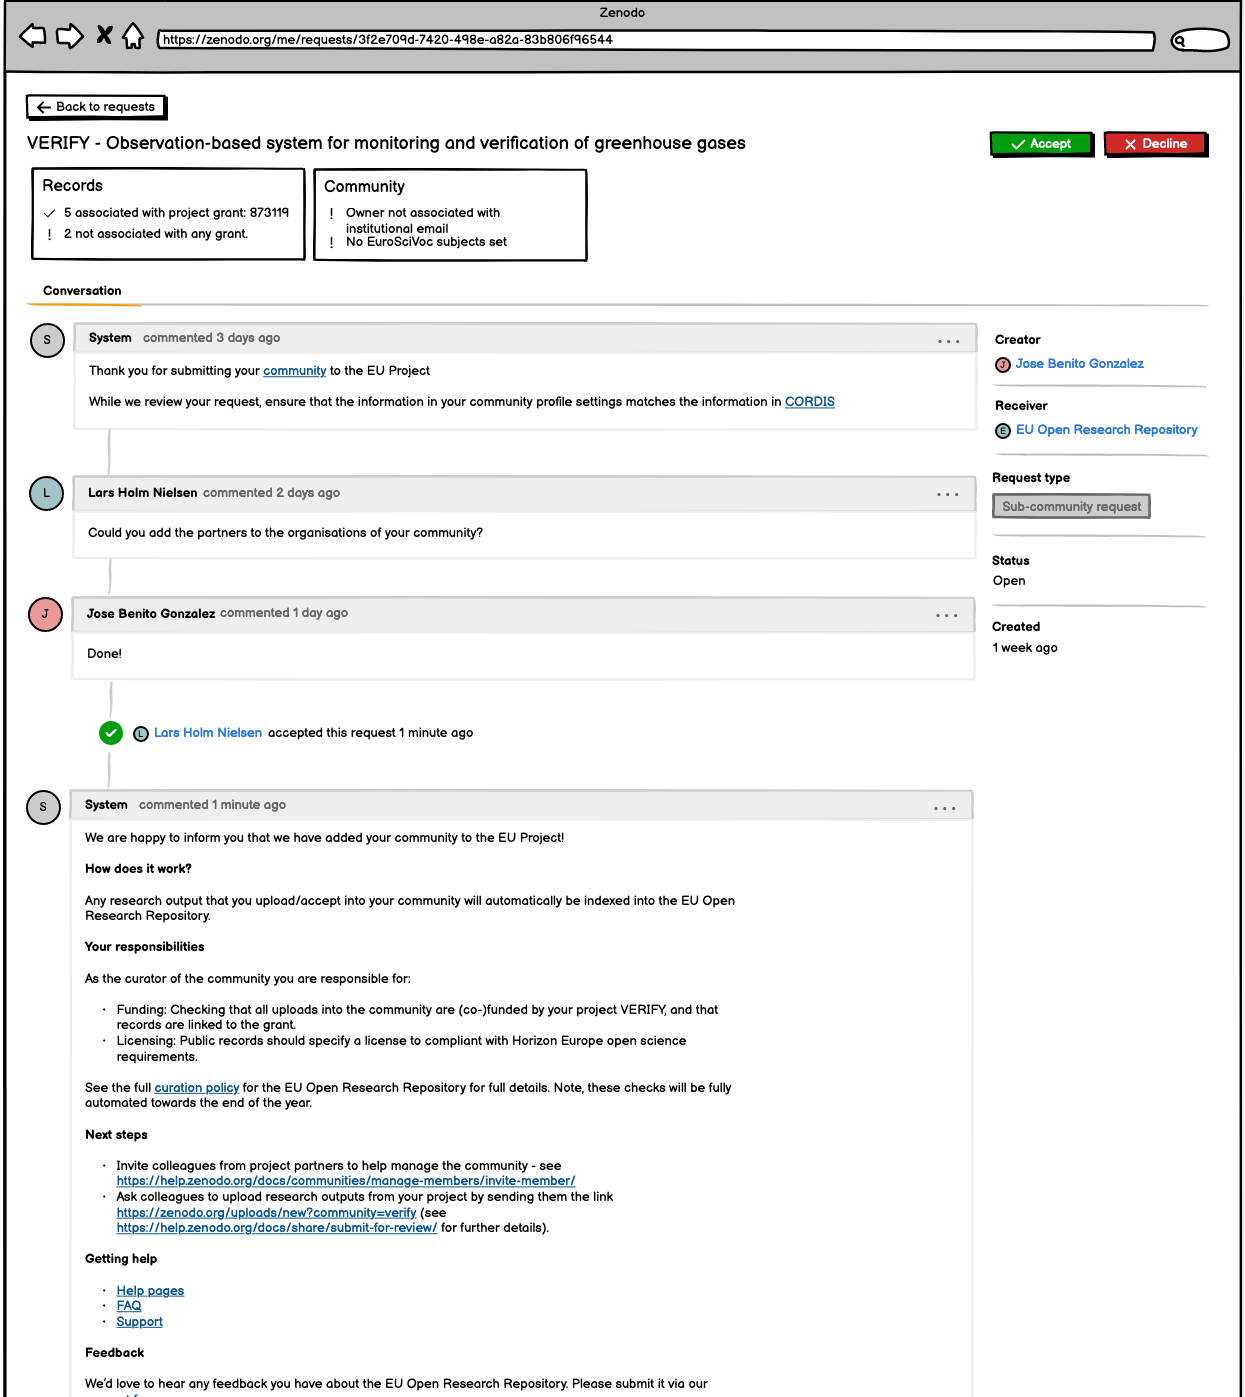 Zenodo
https://zenodo.org/me/requests/3f2e709d-7420-498e-a82a-83b806f96544
Back to requests
VERIFY - Observation-based system for monitoring and verification of greenhouse gases
Accept
Decline
Records
5 associated with project grant: 873119
! 2 not associated with any grant.
Community
! Owner not associated with
institutional email
! No EuroSciVoc subjects set
Conversation
S
System commented 3 days ago
...
Thank you for submitting your community to the EU Project
While we review your request, ensure that the information in your community profile settings matches the information in CORDIS
Creator
J Jose Benito Gonzalez
Receiver
E EU Open Research Repository
Request type
Sub-community request
Status
Open
Created
1 week ago
L
Lars Holm Nielsen commented 2 days ago
...
Could you add the partners to the organisations of your community?
J
Jose Benito Gonzalez commented 1 day ago
...
Done!
L Lars Holm Nielsen accepted this request 1 minute ago
S
System commented 1 minute ago
...
We are happy to inform you that we have added your community to the EU Project!
How does it work?
Any research output that you upload/accept into your community will automatically be indexed into the EU Open
Research Repository.
Your responsibilities
As the curator of the community you are responsible for:
· Funding: Checking that all uploads into the community are (co-)funded by your project VERIFY, and that
records are linked to the grant.
· Licensing: Public records should specify a license to compliant with Horizon Europe open science
requirements.
See the full curation policy for the EU Open Research Repository for full details. Note, these checks will be fully
automated towards the end of the year.
Next steps
· Invite colleagues from project partners to help manage the community - see
https://help.zenodo.org/docs/communities/manage-members/invite-member/
· Ask colleagues to upload research outputs from your project by sending them the link
https://zenodo.org/uploads/new?community=verify (see
https://help.zenodo.org/docs/share/submit-for-review/ for further details).
Getting help
· Help pages
· FAQ
· Support
Feedback
We'd love to hear any feedback you have about the EU Open Research Repository. Please submit it via our